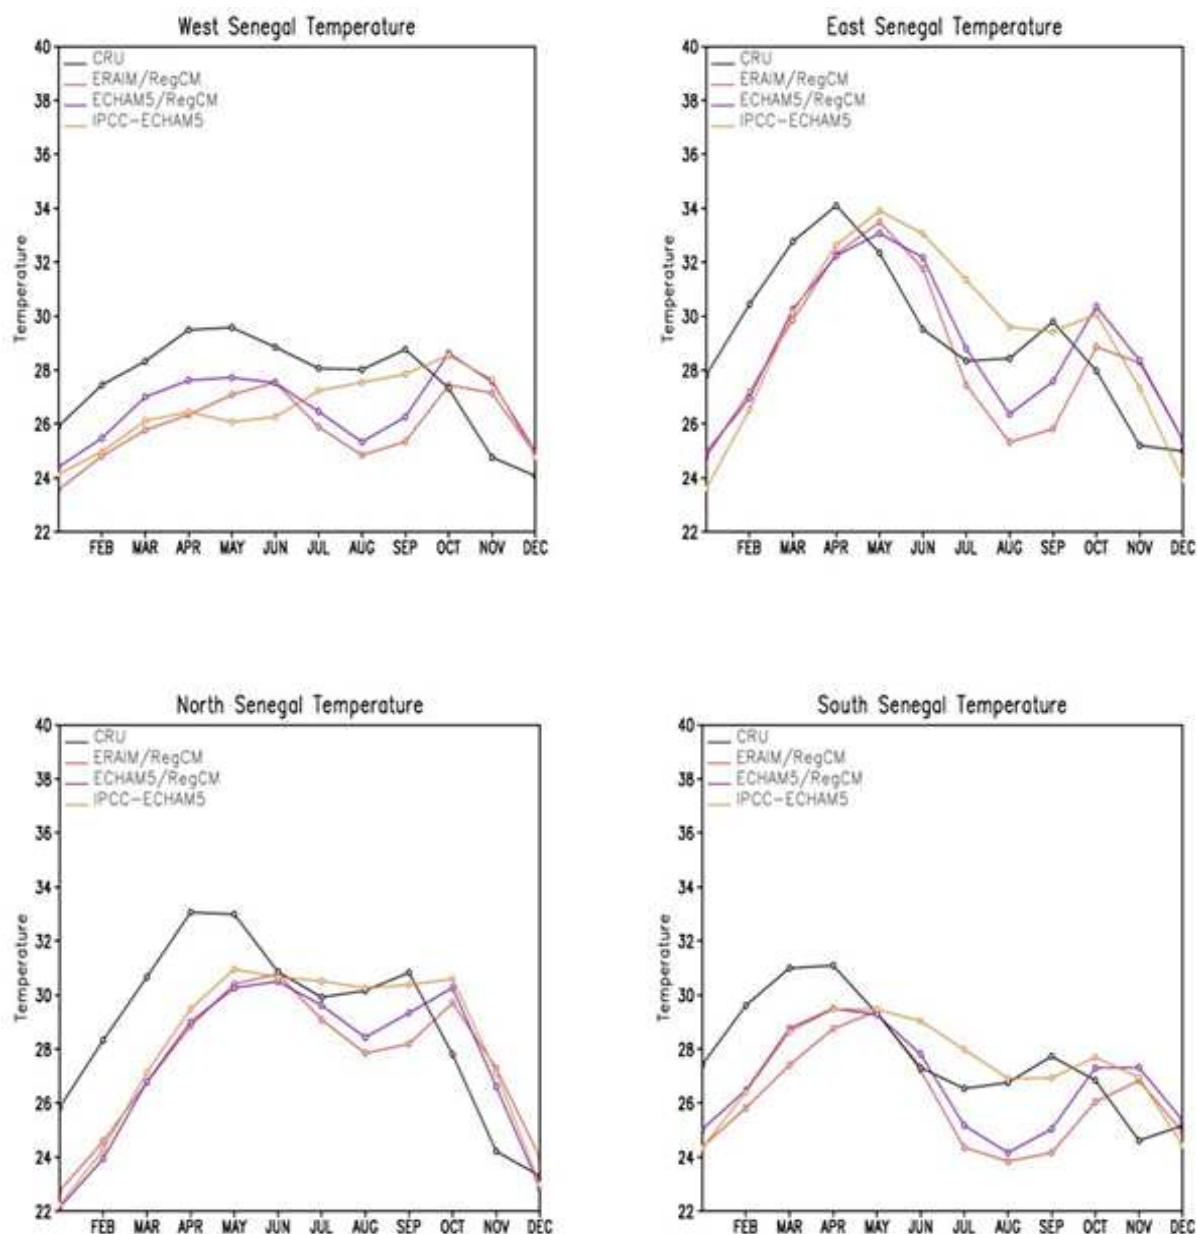 West Senegal Temperature
40
38
36
34
32
30
28
26
24
22
Temperature
CRU
ERAIM/RegCM
ECHAM5/RegCM
IPCC-ECHAM5
FEB MAR APR MAY JUN JUL AUG SEP OCT NOV DEC
East Senegal Temperature
40
38
36
34
32
30
28
26
24
22
Temperature
CRU
ERAIM/RegCM
ECHAM5/RegCM
IPCC-ECHAM5
FEB MAR APR MAY JUN JUL AUG SEP OCT NOV DEC
North Senegal Temperature
40
38
36
34
32
30
28
26
24
22
Temperature
CRU
ERAIM/RegCM
ECHAM5/RegCM
IPCC-ECHAM5
FEB MAR APR MAY JUN JUL AUG SEP OCT NOV DEC
South Senegal Temperature
40
38
36
34
32
30
28
26
24
22
Temperature
CRU
ERAIM/RegCM
ECHAM5/RegCM
IPCC-ECHAM5
FEB MAR APR MAY JUN JUL AUG SEP OCT NOV DEC